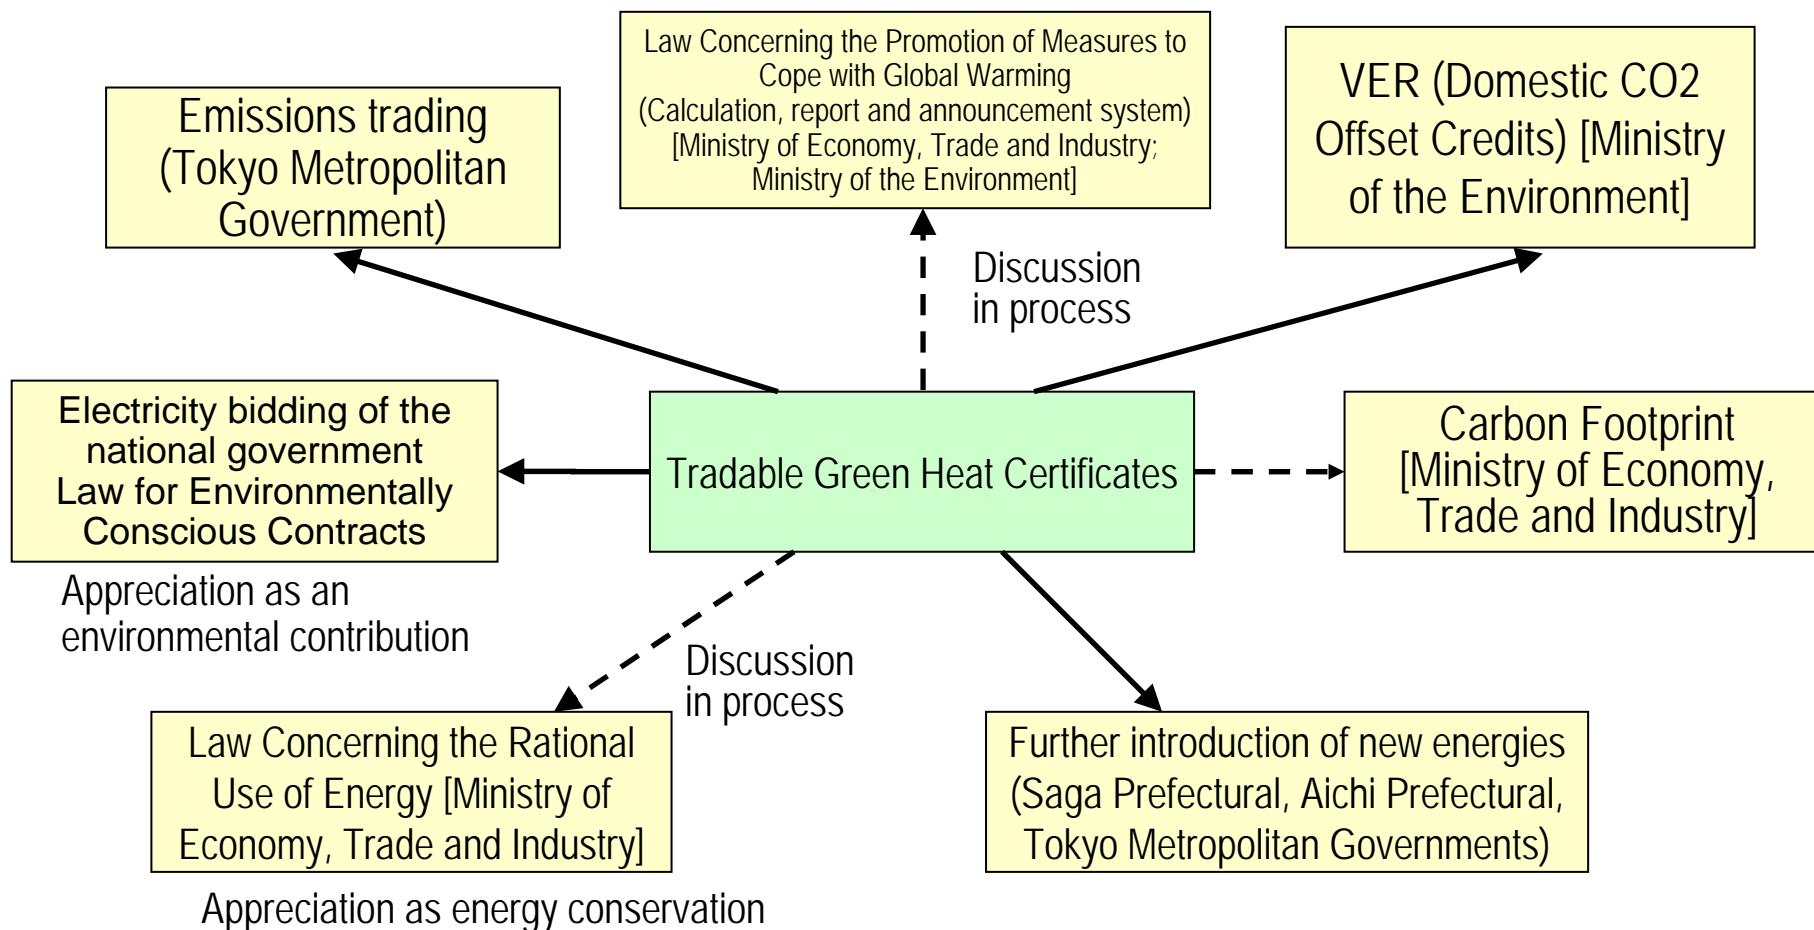 Emissions trading
(Tokyo Metropolitan
Government)
Law Concerning the Promotion of Measures to
Cope with Global Warming
(Calculation, report and announcement system)
[Ministry of Economy, Trade and Industry;
Ministry of the Environment]
VER (Domestic CO2
Offset Credits) [Ministry
of the Environment]
Discussion
in process
Electricity bidding of the
national government
Law for Environmentally
Conscious Contracts
Tradable Green Heat Certificates
Carbon Footprint
[Ministry of Economy,
Trade and Industry]
Appreciation as an
environmental contribution
Discussion
in process
Law Concerning the Rational
Use of Energy [Ministry of
Economy, Trade and Industry]
Further introduction of new energies
(Saga Prefectural, Aichi Prefectural,
Tokyo Metropolitan Governments)
Appreciation as energy conservation